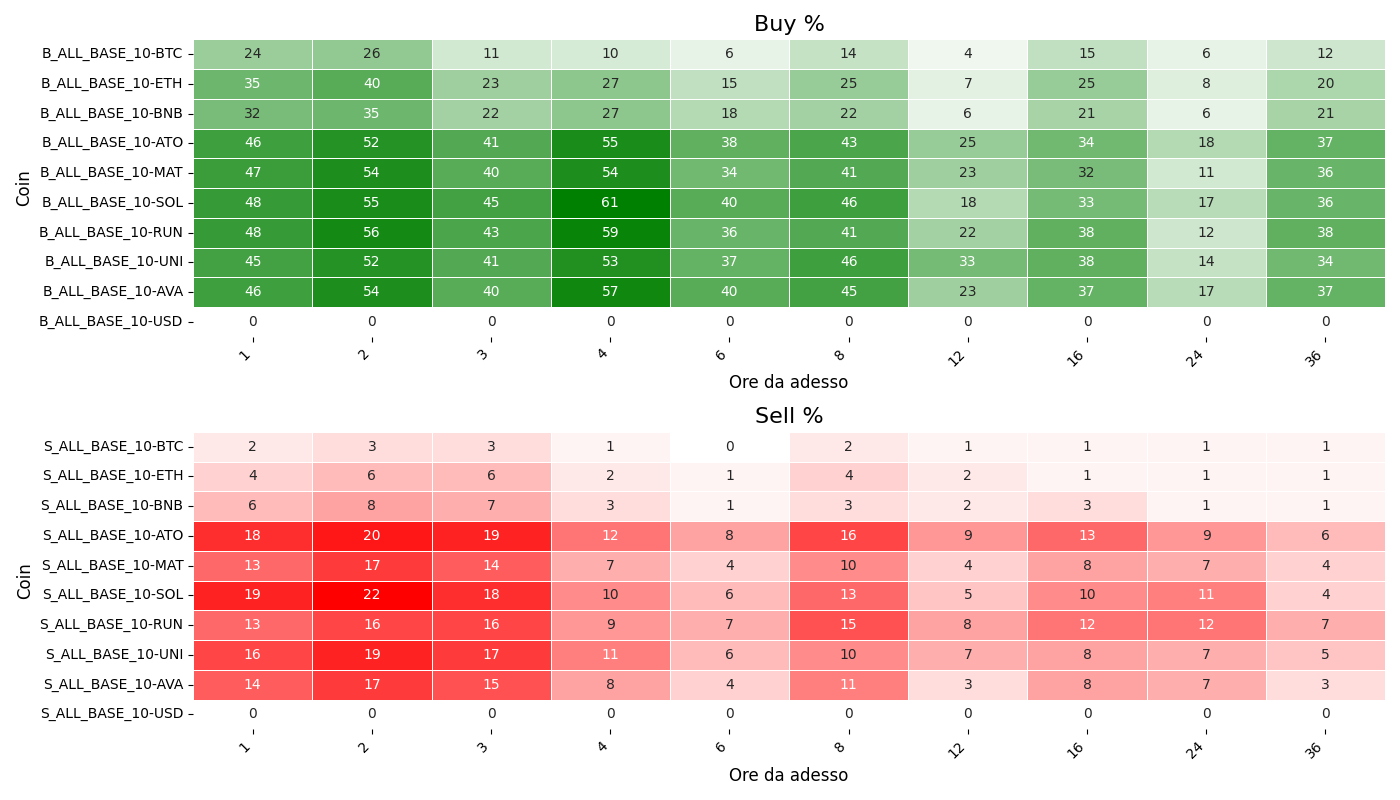 Buy %
Coin
B_ALL_BASE_10-BTC 24 26 11 10 6 14 4 15 6 12
B_ALL_BASE_10-ETH 35 40 23 27 15 25 7 25 8 20
B_ALL_BASE_10-BNB 32 35 22 27 18 22 6 21 6 21
B_ALL_BASE_10-ATO 46 52 41 55 38 43 25 34 18 37
B_ALL_BASE_10-MAT 47 54 40 54 34 41 23 32 11 36
B_ALL_BASE_10-SOL 48 55 45 61 40 46 18 33 17 36
B_ALL_BASE_10-RUN 48 56 43 59 36 41 22 38 12 38
B_ALL_BASE_10-UNI 45 52 41 53 37 46 33 38 14 34
B_ALL_BASE_10-AVA 46 54 40 57 40 45 23 37 17 37
B_ALL_BASE_10-USD 0 0 0 0 0 0 0 0 0 0
1 2 3 4 6 8 12 16 24 36
Ore da adesso
Sell %
Coin
S_ALL_BASE_10-BTC 2 3 3 1 0 2 1 1 1 1
S_ALL_BASE_10-ETH 4 6 6 2 1 4 2 1 1 1
S_ALL_BASE_10-BNB 6 8 7 3 1 3 2 3 1 1
S_ALL_BASE_10-ATO 18 20 19 12 8 16 9 13 9 6
S_ALL_BASE_10-MAT 13 17 14 7 4 10 4 8 7 4
S_ALL_BASE_10-SOL 19 22 18 10 6 13 5 10 11 4
S_ALL_BASE_10-RUN 13 16 16 9 7 15 8 12 12 7
S_ALL_BASE_10-UNI 16 19 17 11 6 10 7 8 7 5
S_ALL_BASE_10-AVA 14 17 15 8 4 11 3 8 7 3
S_ALL_BASE_10-USD 0 0 0 0 0 0 0 0 0 0
1 2 3 4 6 8 12 16 24 36
Ore da adesso